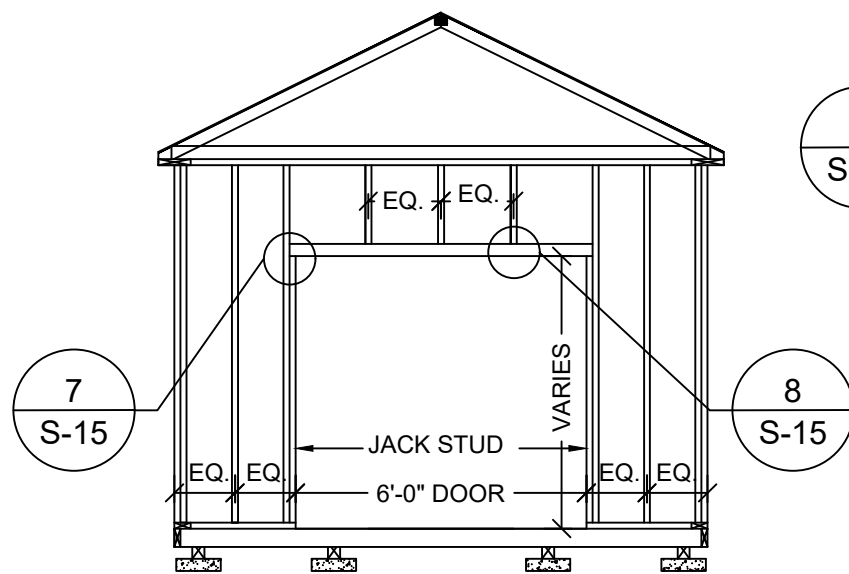 S
EQ. EQ.
7
S-15
VARIES
8
S-15
JACK STUD
EQ. EQ. EQ. EQ.
6'-0" DOOR